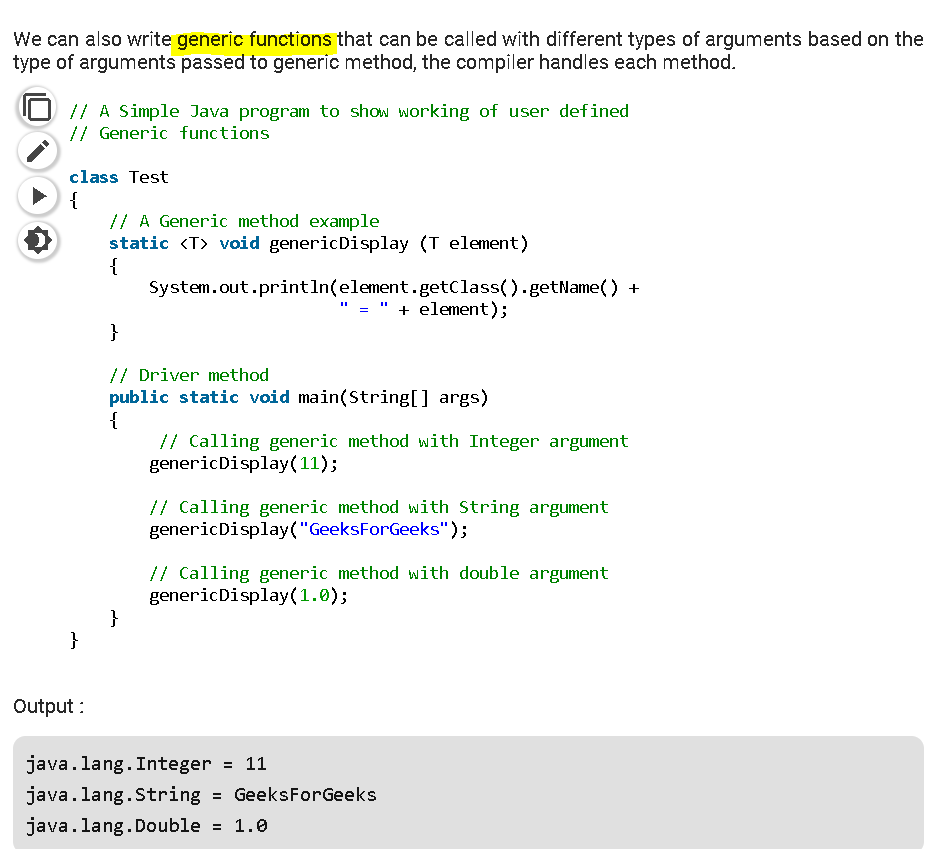 We can also write generic functions that can be called with different types of arguments based on the
type of arguments passed to generic method, the compiler handles each method.
// A Simple Java program to show working of user defined
// Generic functions
class Test
{
    // A Generic method example
    static <T> void genericDisplay (T element)
    {
        System.out.println(element.getClass().getName() +
                           " = " + element);
    }
    // Driver method
    public static void main(String[] args)
    {
         // Calling generic method with Integer argument
        genericDisplay(11);
        // Calling generic method with String argument
        genericDisplay("GeeksForGeeks");
        // Calling generic method with double argument
        genericDisplay(1.0);
    }
}
Output :
java.lang.Integer = 11
java.lang.String = GeeksForGeeks
java.lang.Double = 1.0